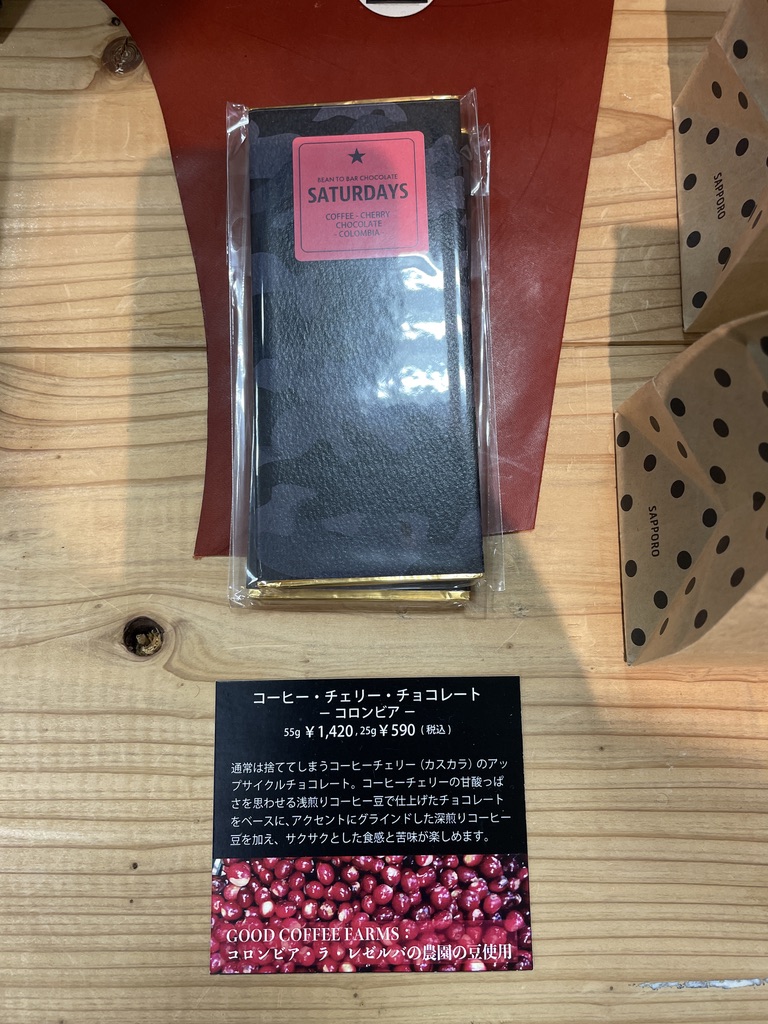 BEAN TO BAR CHOCOLATE
SATURDAYS
COFFEE - CHERRY
CHOCOLATE
- COLOMBIA -
SAPPORO
SAPPORO
コーヒー・チェリー・チョコレート
ー コロンビア ー
55g ¥1,420 , 25g ¥590 (税込)
通常は捨ててしまうコーヒーチェリー (カスカラ) のアッ
プサイクルチョコレート。コーヒーチェリーの甘酸っぱ
さを思わせる浅煎りコーヒー豆で仕上げたチョコレート
をベースに、アクセントにグラインドした深煎りコーヒー
豆を加え、サクサクとした食感と苦味が楽しめます。
GOOD COFFEE FARMS :
コロンビア・ラ・レゼルバの農園の豆使用